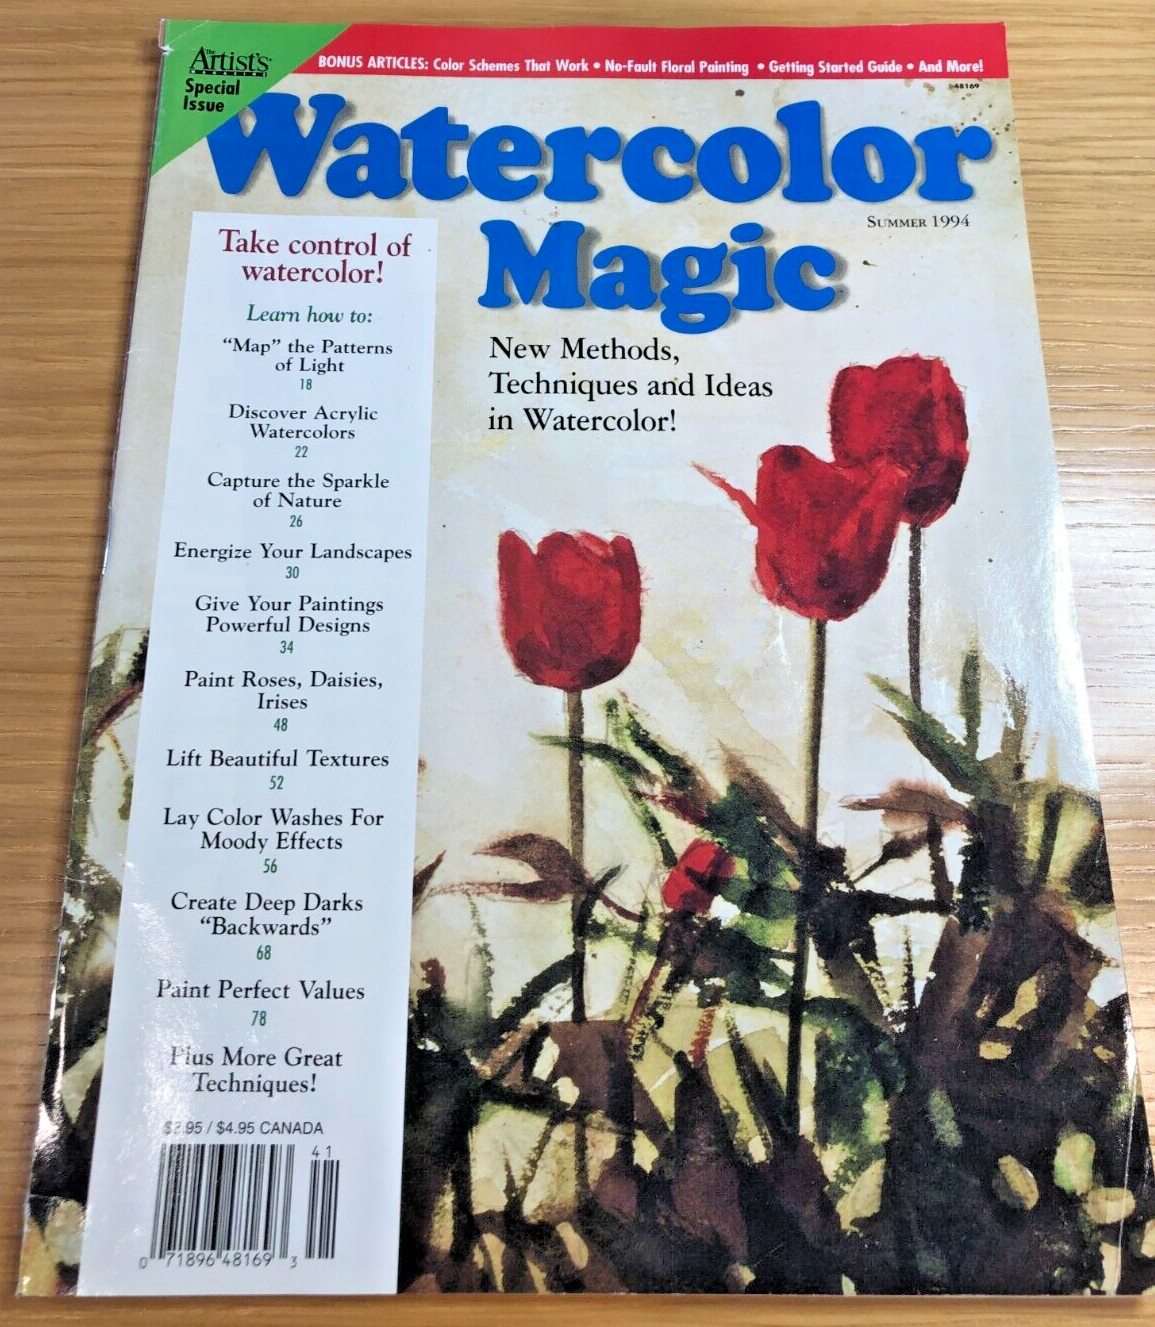 The
Artist's
MAGAZINE
Special
Issue
BONUS ARTICLES: Color Schemes That Work • No-Fault Floral Painting • Getting Started Guide • And More!
48169
Watercolor
Magic
SUMMER 1994
New Methods,
Techniques and Ideas
in Watercolor!
Take control of
watercolor!
Learn how to:
"Map" the Patterns
of Light
18
Discover Acrylic
Watercolors
22
Capture the Sparkle
of Nature
26
Energize Your Landscapes
30
Give Your Paintings
Powerful Designs
34
Paint Roses, Daisies,
Irises
48
Lift Beautiful Textures
52
Lay Color Washes For
Moody Effects
56
Create Deep Darks
"Backwards"
68
Paint Perfect Values
78
Plus More Great
Techniques!
$3.95 / $4.95 CANADA
41
0 71896 48169 3